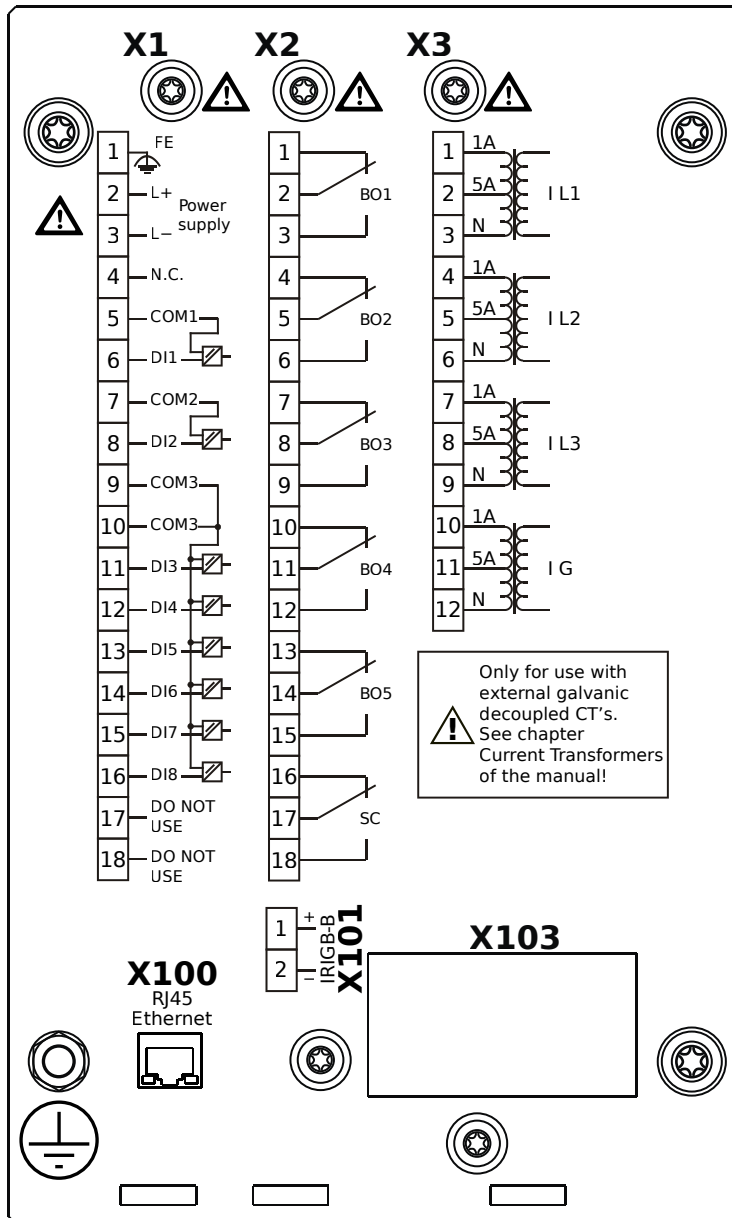 X1 X2 X3
1 FE
2 L+ Power supply
3 L−
4 N.C.
5 COM1
6 DI1
7 COM2
8 DI2
9 COM3
10 COM3
11 DI3
12 DI4
13 DI5
14 DI6
15 DI7
16 DI8
17 DO NOT USE
18 DO NOT USE
1
2 BO1
3
4
5 BO2
6
7
8 BO3
9
10
11 BO4
12
13
14 BO5
15
16
17 SC
18
1 1A
2 5A I L1
3 N
4 1A
5 5A I L2
6 N
7 1A
8 5A I L3
9 N
10 1A
11 5A I G
12 N
! Only for use with
external galvanic
decoupled CT's.
See chapter
Current Transformers
of the manual!
1 +
2 −
IRIGB-B
X101
X103
X100
RJ45
Ethernet